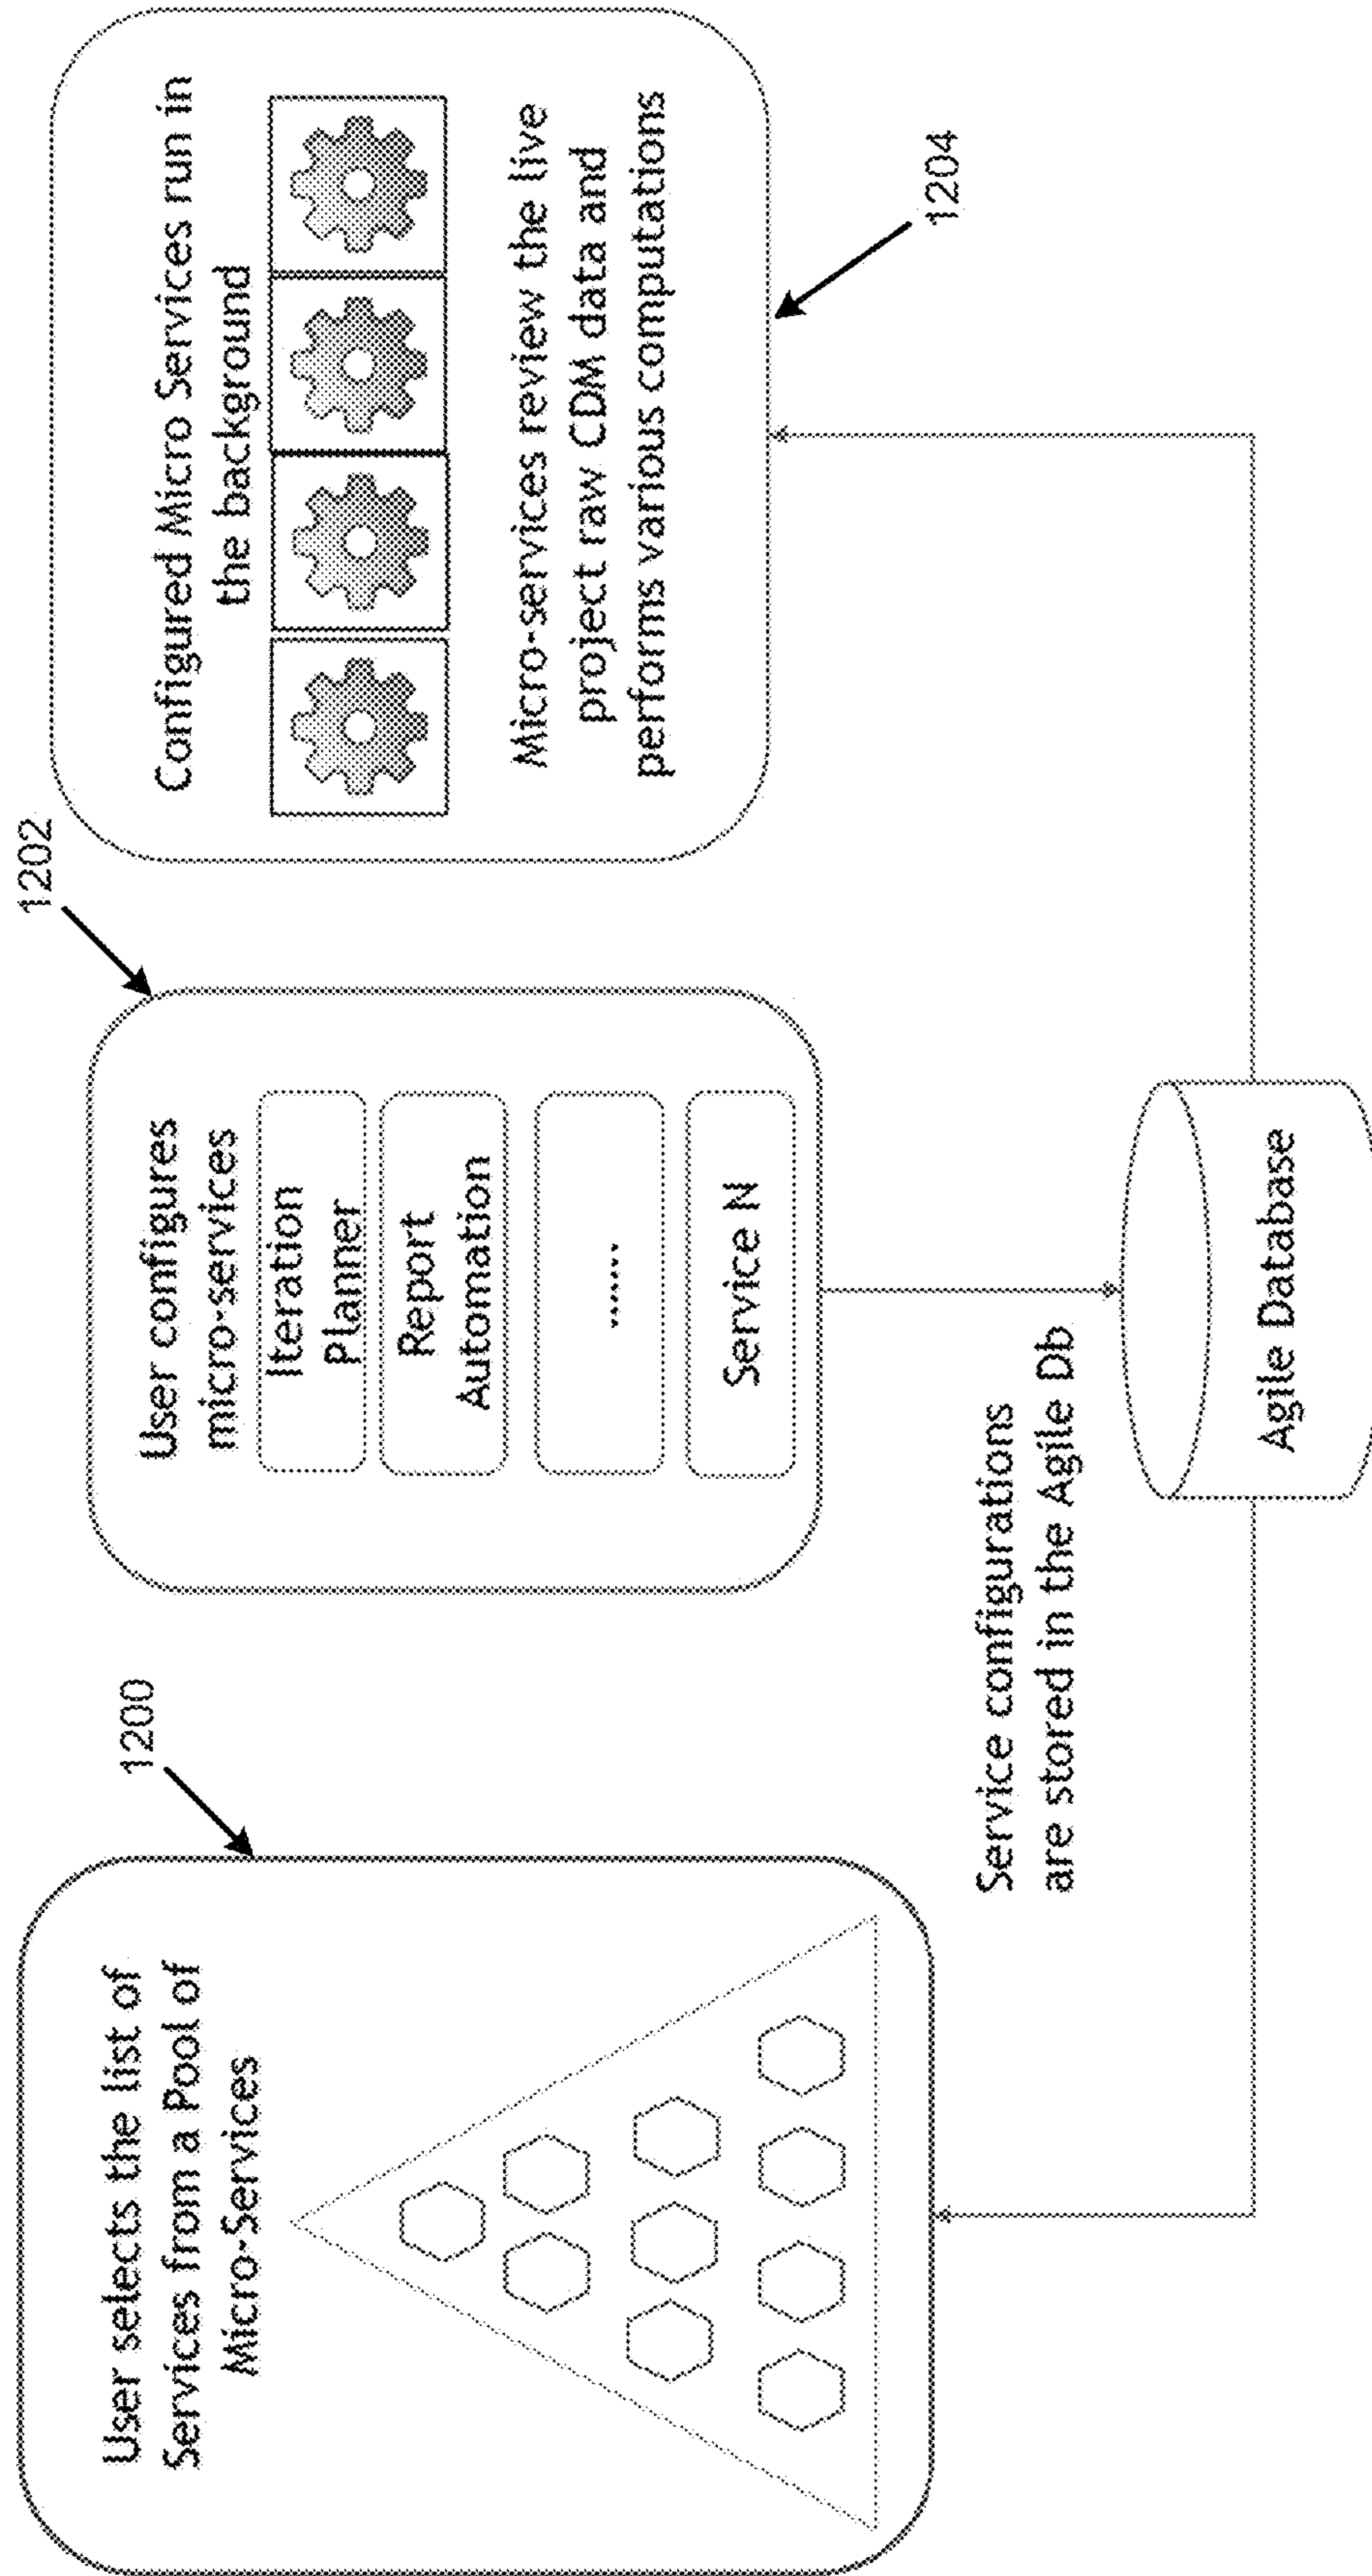 1200
User selects the list of
Services from a Pool of
Micro-Services
1202
User configures
micro-services
Iteration
Planner
Report
Automation
......
Service N
Configured Micro Services run in
the background
Micro-services review the live
project raw CDM data and
performs various computations
1204
Service configurations
are stored in the Agile Db
Agile Database